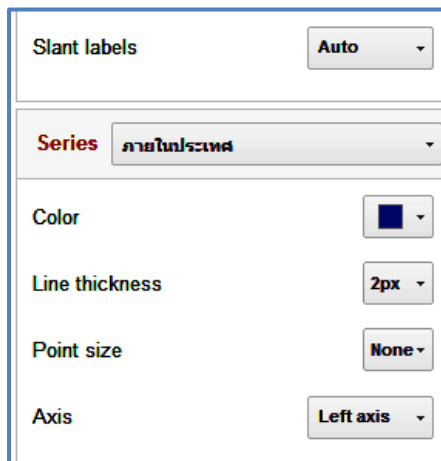 Slant labels Auto
Series ภายในประเทศ
Color
Line thickness 2px
Point size None
Axis Left axis